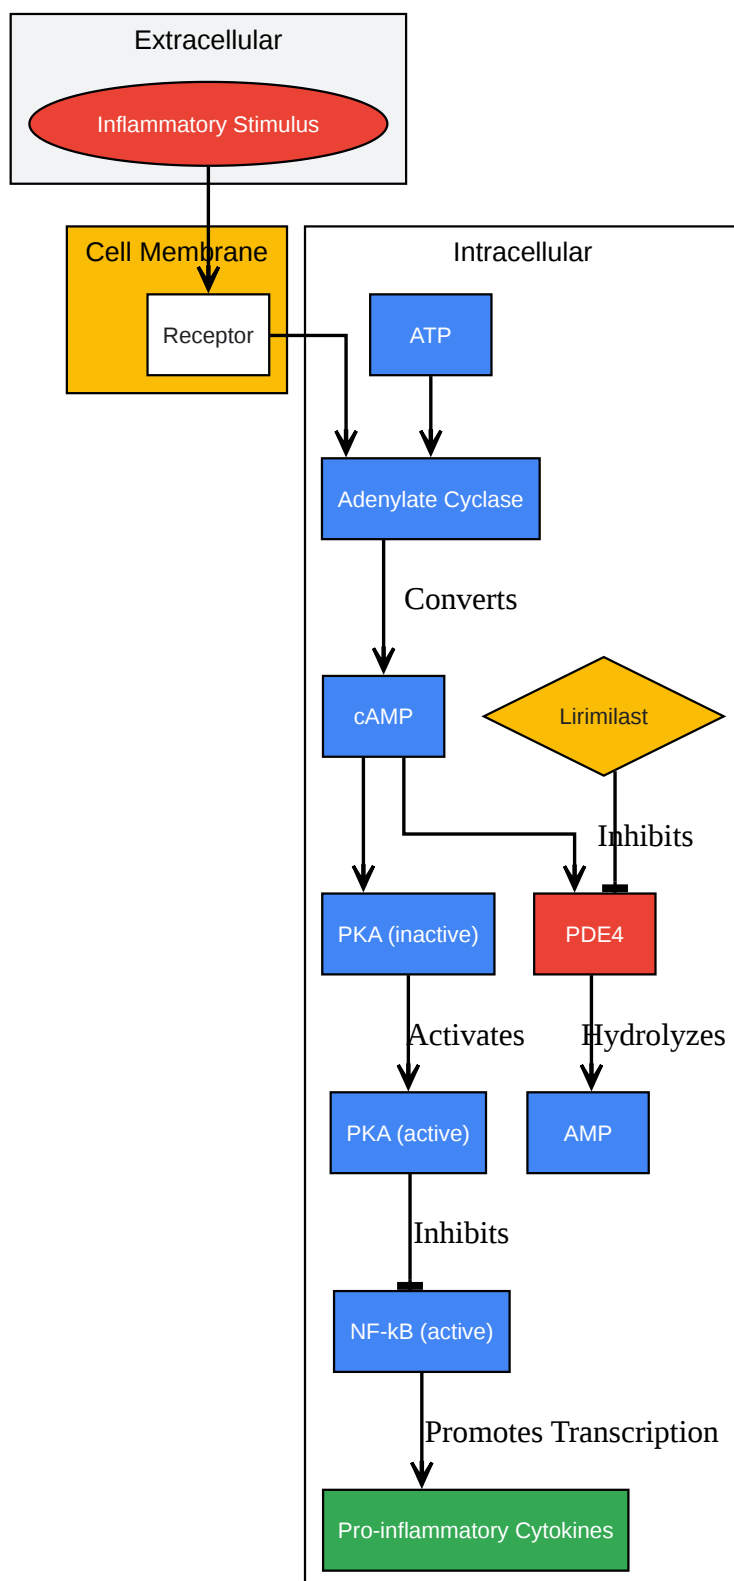 Extracellular
Inflammatory Stimulus
Cell Membrane
Intracellular
Receptor
ATP
Adenylate Cyclase
Converts
cAMP
Lirimilast
Inhibits
PKA (inactive)
PDE4
Activates
Hydrolyzes
PKA (active)
AMP
Inhibits
NF-kB (active)
Promotes Transcription
Pro-inflammatory Cytokines